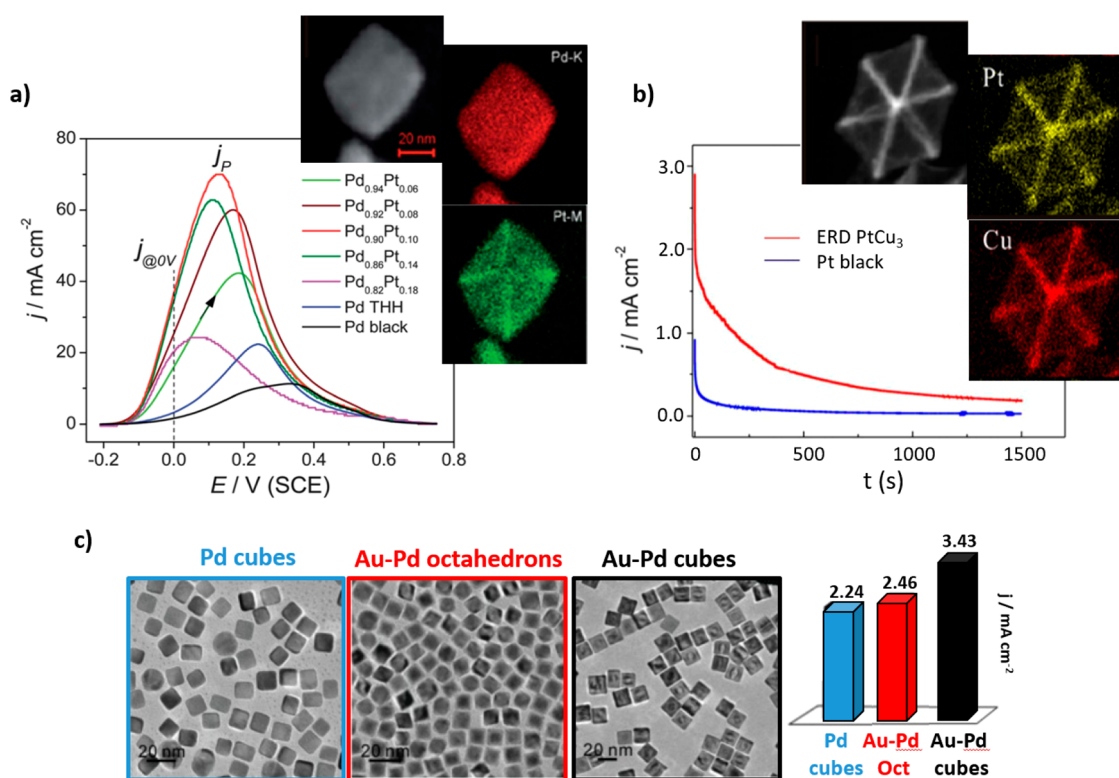 a)
80
60
40
20
0
j / mA cm⁻²
-0.2
0.0
0.2
0.4
0.6
0.8
E / V (SCE)
j@0V
jP
Pd0.94Pt0.06
Pd0.92Pt0.08
Pd0.90Pt0.10
Pd0.86Pt0.14
Pd0.82Pt0.18
Pd THH
Pd black
20 nm
Pd-K
Pt-M
b)
3.0
2.0
1.0
0.0
j / mA cm⁻²
0
500
1000
1500
t (s)
ERD PtCu₃
Pt black
Pt
Cu
c)
Pd cubes
Au-Pd octahedrons
Au-Pd cubes
20 nm
20 nm
20 nm
2.24
2.46
3.43
j / mA cm⁻²
Pd
cubes
Au-Pd
Oct
Au-Pd
cubes